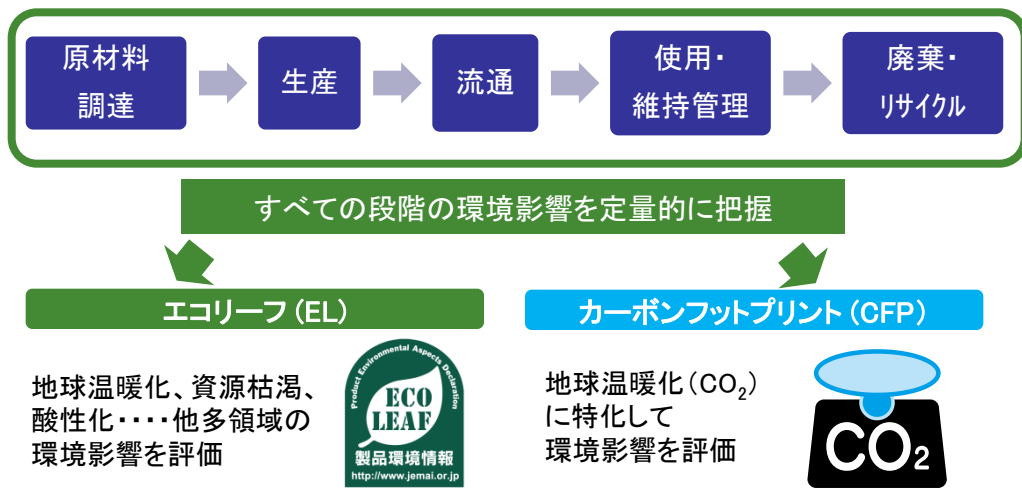 原材料
調達
生産
流通
使用・
維持管理
廃棄・
リサイクル
すべての段階の環境影響を定量的に把握
エコリーフ(EL)
地球温暖化、資源枯渇、
酸性化・・・・他多領域の
環境影響を評価
Product Environmental Aspects Declaration
ECO
LEAF
製品環境情報
http://www.jemai.or.jp
カーボンフットプリント(CFP)
地球温暖化(CO₂)
に特化して
環境影響を評価
CO₂